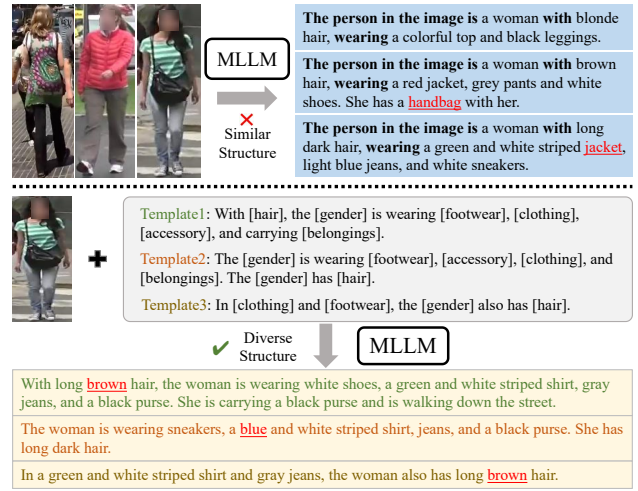 MLLM
Similar
Structure
The person in the image is a woman with blonde
hair, wearing a colorful top and black leggings.
The person in the image is a woman with brown
hair, wearing a red jacket, grey pants and white
shoes. She has a handbag with her.
The person in the image is a woman with long
dark hair, wearing a green and white striped jacket,
light blue jeans, and white sneakers.
Template1: With [hair], the [gender] is wearing [footwear], [clothing],
[accessory], and carrying [belongings].
Template2: The [gender] is wearing [footwear], [accessory], [clothing], and
[belongings]. The [gender] has [hair].
Template3: In [clothing] and [footwear], the [gender] also has [hair].
Diverse
Structure
MLLM
With long brown hair, the woman is wearing white shoes, a green and white striped shirt, gray
jeans, and a black purse. She is carrying a black purse and is walking down the street.
The woman is wearing sneakers, a blue and white striped shirt, jeans, and a black purse. She has
long dark hair.
In a green and white striped shirt and gray jeans, the woman also has long brown hair.